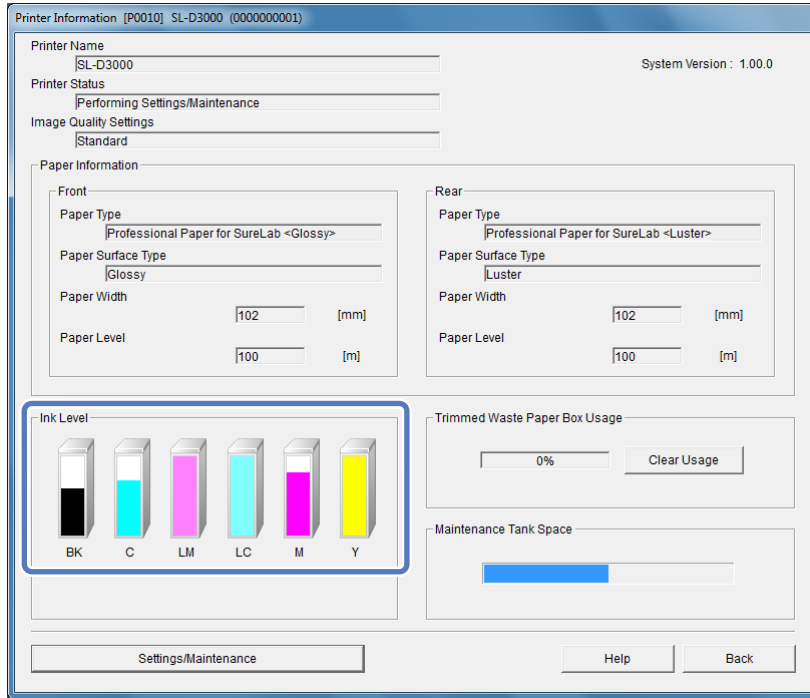 Printer Information [P0010] SL-D3000 (0000000001)
Printer Name
SL-D3000
System Version : 1.00.0
Printer Status
Performing Settings/Maintenance
Image Quality Settings
Standard
Paper Information
Front
Paper Type
Professional Paper for SureLab <Glossy>
Paper Surface Type
Glossy
Paper Width
102 [mm]
Paper Level
100 [m]
Rear
Paper Type
Professional Paper for SureLab <Luster>
Paper Surface Type
Luster
Paper Width
102 [mm]
Paper Level
100 [m]
Ink Level
BK C LM LC M Y
Trimmed Waste Paper Box Usage
0% Clear Usage
Maintenance Tank Space
Settings/Maintenance Help Back